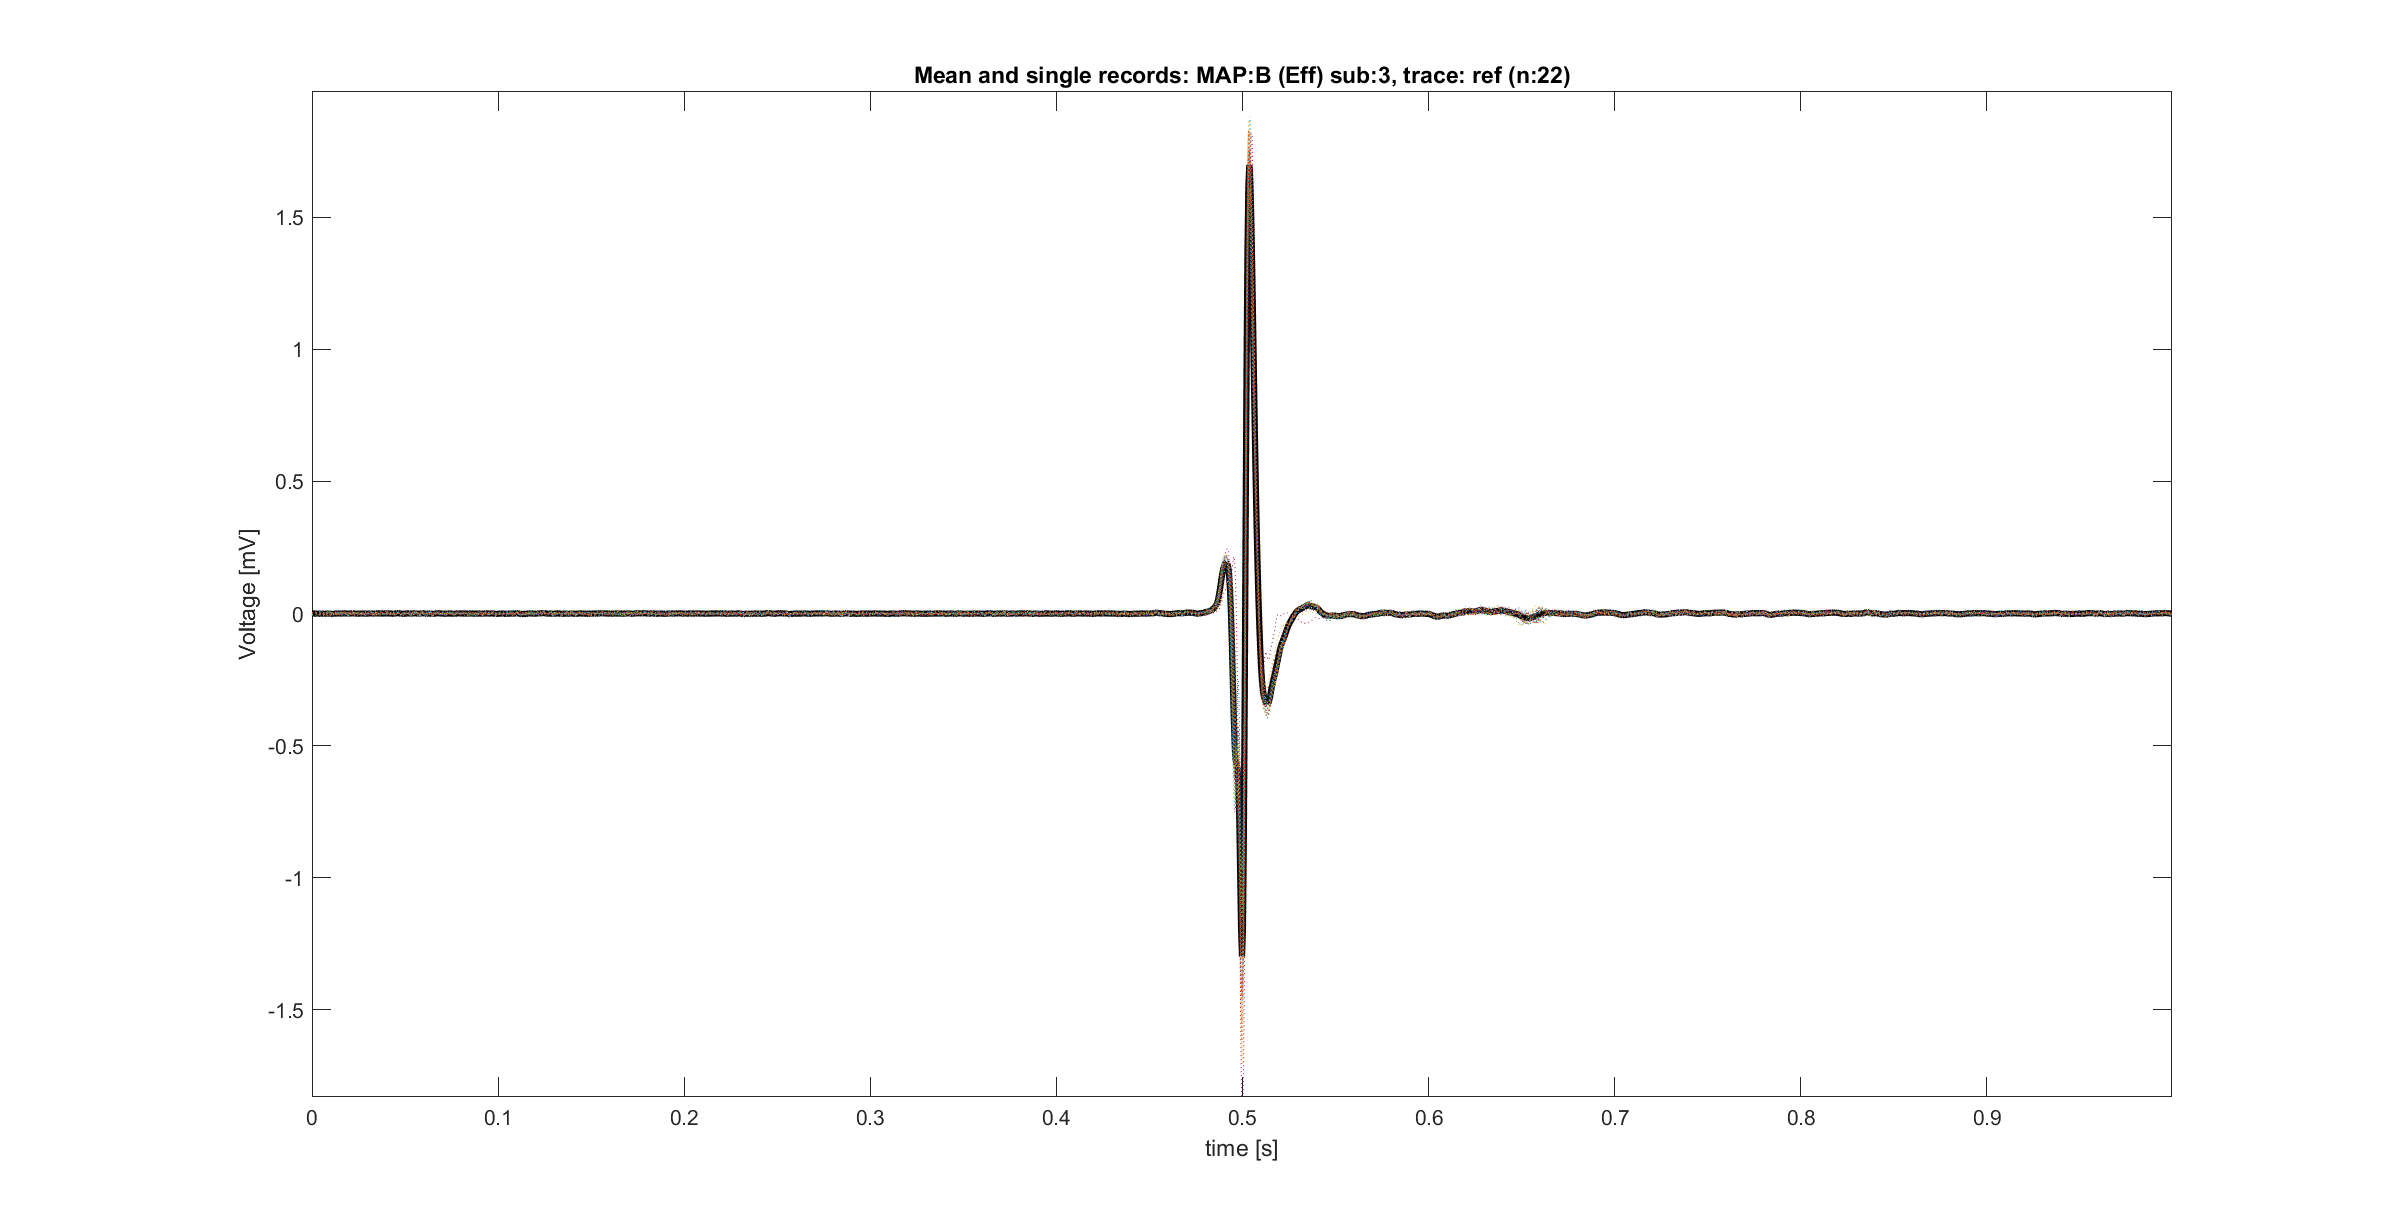 Mean and single records: MAP:B (Eff) sub:3, trace: ref (n:22)
1.5
1
0.5
0
-0.5
-1
-1.5
Voltage [mV]
0 0.1 0.2 0.3 0.4 0.5 0.6 0.7 0.8 0.9
time [s]